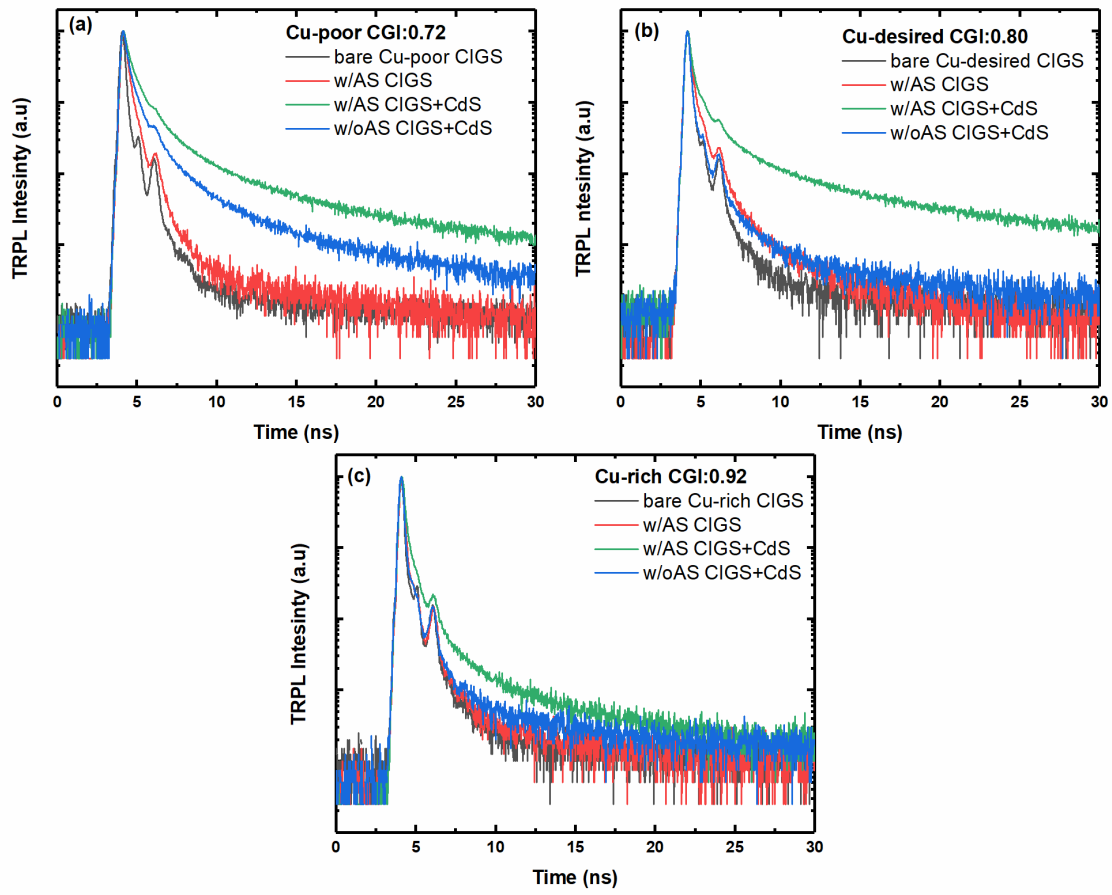 (a)
Cu-poor CGI:0.72
bare Cu-poor CIGS
w/AS CIGS
w/AS CIGS+CdS
w/oAS CIGS+CdS
TRPL Intesinty (a.u)
0 5 10 15 20 25 30
Time (ns)
(b)
Cu-desired CGI:0.80
bare Cu-desired CIGS
w/AS CIGS
w/AS CIGS+CdS
w/oAS CIGS+CdS
TRPL ntesinty (a.u)
0 5 10 15 20 25 30
Time (ns)
(c)
Cu-rich CGI:0.92
bare Cu-rich CIGS
w/AS CIGS
w/AS CIGS+CdS
w/oAS CIGS+CdS
TRPL Intesinty (a.u)
0 5 10 15 20 25 30
Time (ns)